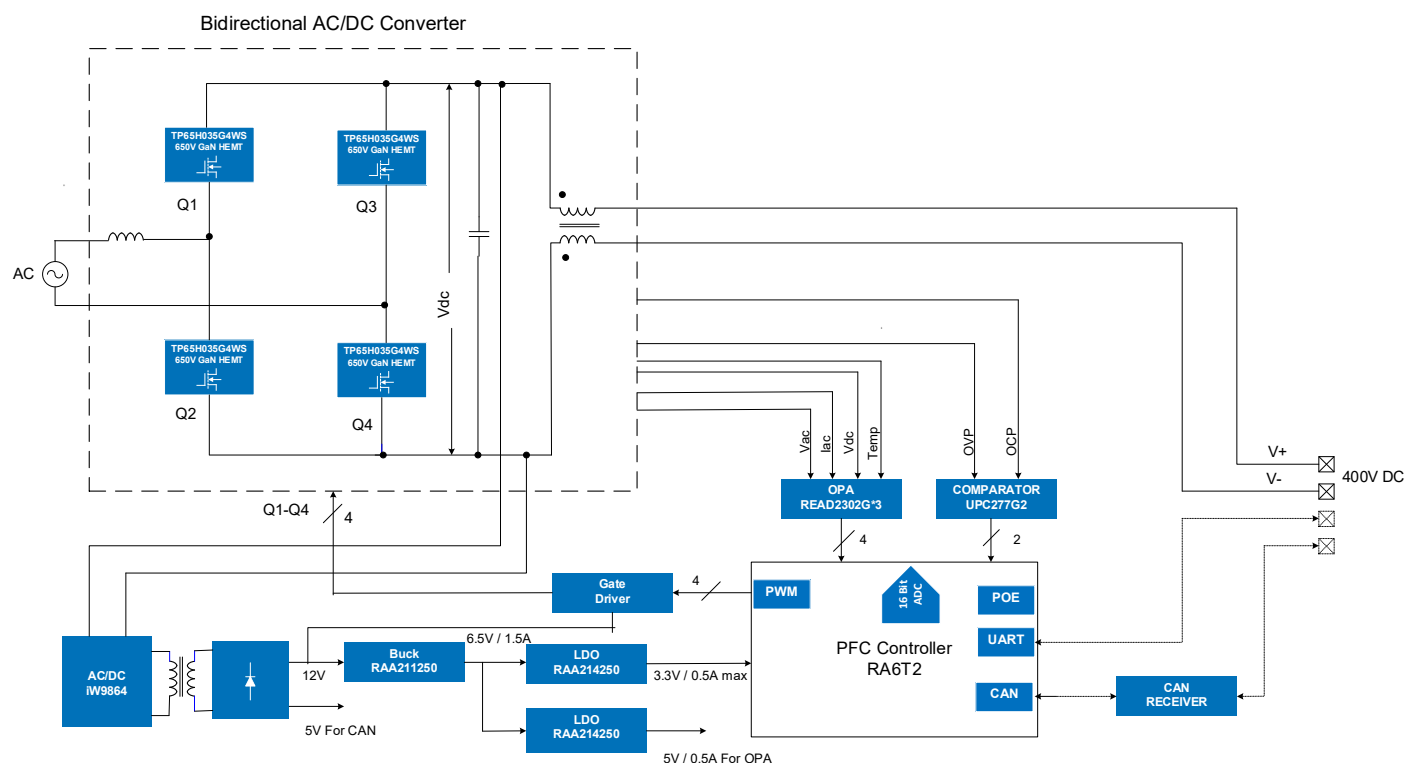 Bidirectional AC/DC Converter
TP65H035G4WS
650V GaN HEMT
Q1
TP65H035G4WS
650V GaN HEMT
Q3
AC
Vdc
TP65H035G4WS
650V GaN HEMT
Q2
TP65H035G4WS
650V GaN HEMT
Q4
Vac
Iac
Vdc
Temp
OVP
OCP
V+
V-
400V DC
OPA
READ2302G*3
COMPARATOR
UPC277G2
Q1-Q4
4
4
2
Gate
Driver
4
PWM
16 Bit
ADC
POE
UART
CAN
PFC Controller
RA6T2
CAN
RECEIVER
AC/DC
iW9864
12V
5V For CAN
Buck
RAA211250
6.5V / 1.5A
LDO
RAA214250
3.3V / 0.5A max
LDO
RAA214250
5V / 0.5A For OPA